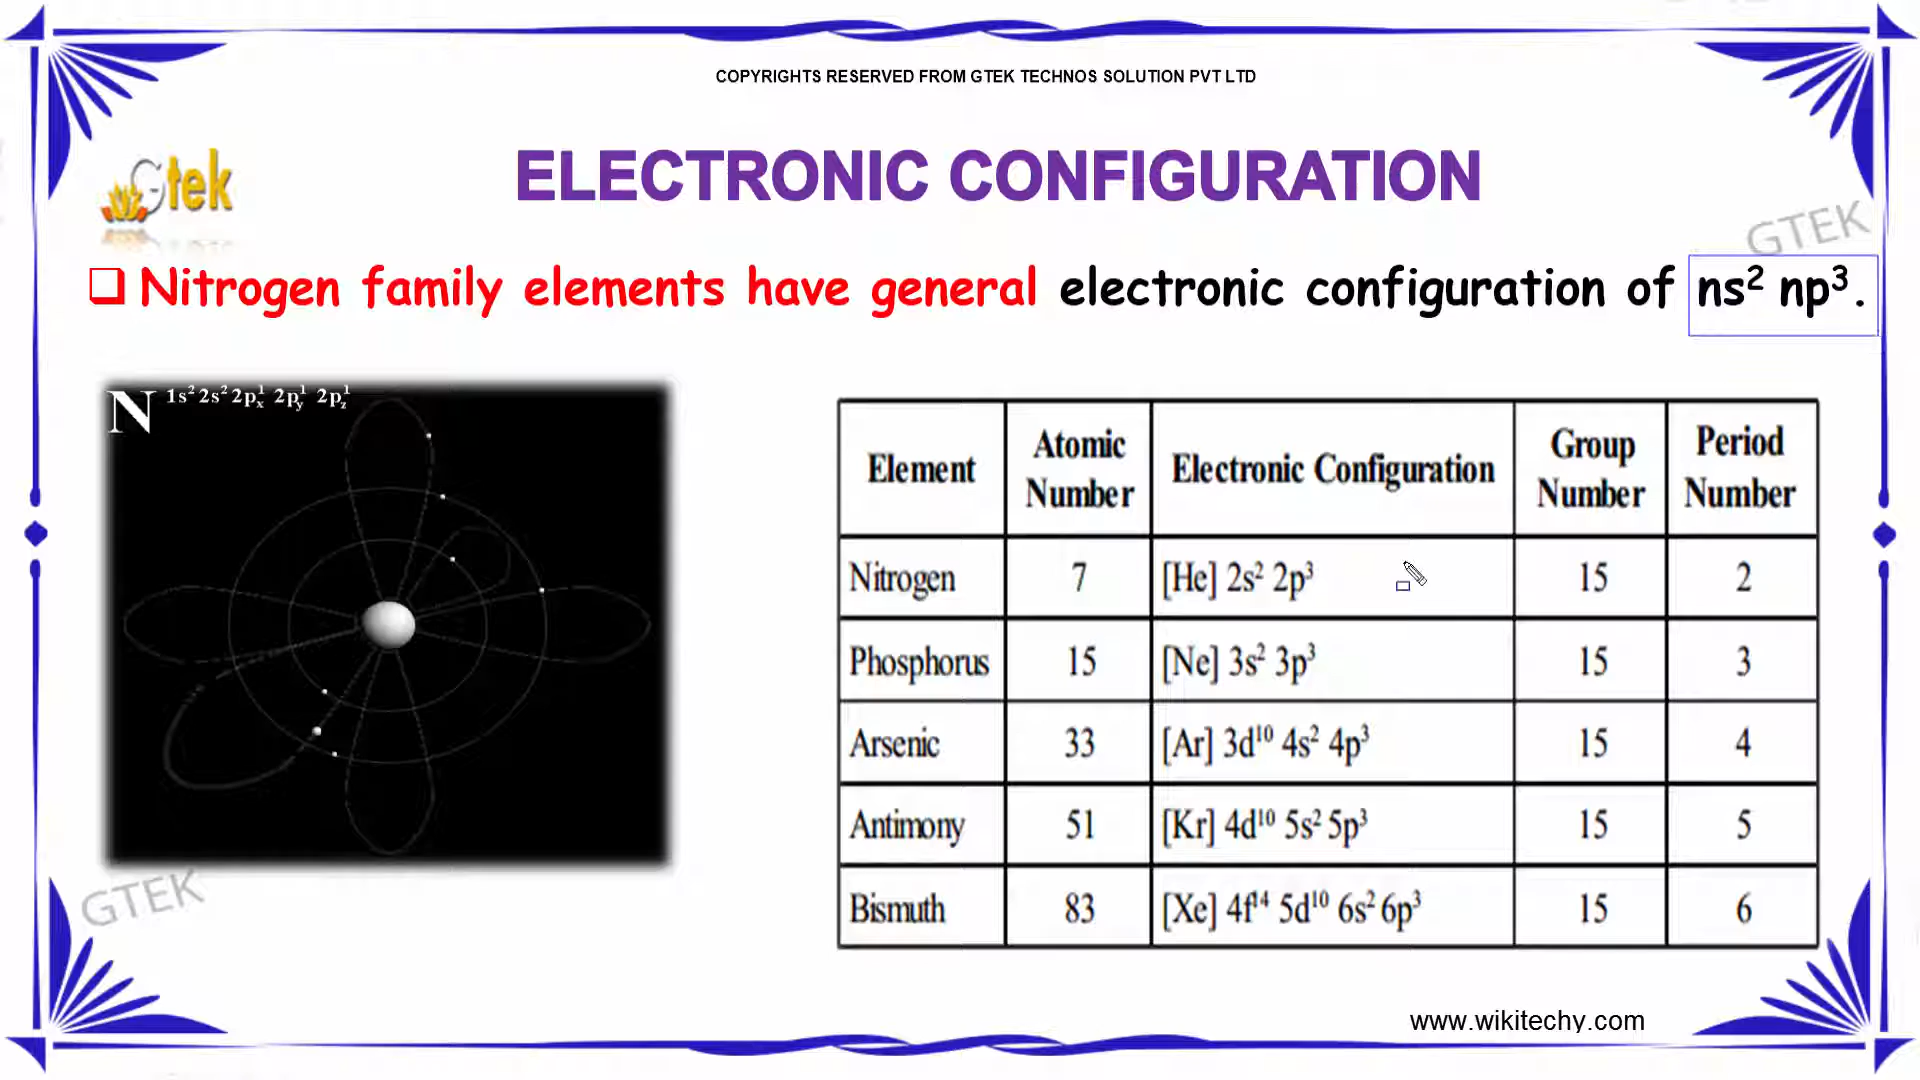 COPYRIGHTS RESERVED FROM GTEK TECHNOS SOLUTION PVT LTD
Gtek
ELECTRONIC CONFIGURATION
GTEK
❑ Nitrogen family elements have general electronic configuration of ns² np³.
N 1s² 2s² 2pₓ¹ 2p_y¹ 2p_z¹
Element | Atomic Number | Electronic Configuration | Group Number | Period Number
Nitrogen | 7 | [He] 2s² 2p³ | 15 | 2
Phosphorus | 15 | [Ne] 3s² 3p³ | 15 | 3
Arsenic | 33 | [Ar] 3d¹⁰ 4s² 4p³ | 15 | 4
Antimony | 51 | [Kr] 4d¹⁰ 5s² 5p³ | 15 | 5
Bismuth | 83 | [Xe] 4f¹⁴ 5d¹⁰ 6s² 6p³ | 15 | 6
GTEK
www.wikitechy.com